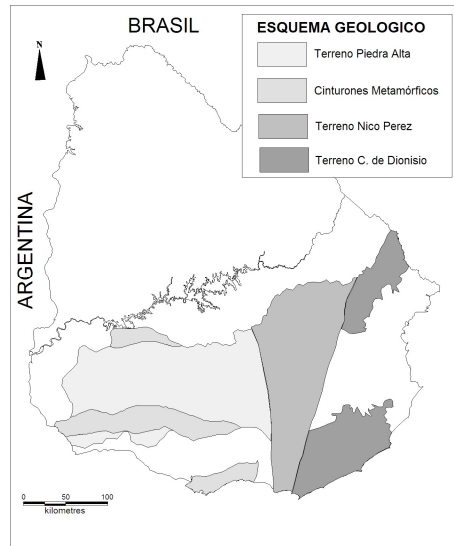 BRASIL
ESQUEMA GEOLOGICO
Terreno Piedra Alta
Cinturones Metamórficos
Terreno Nico Perez
Terreno C. de Dionisio
N
ARGENTINA
0 50 100
kilometres